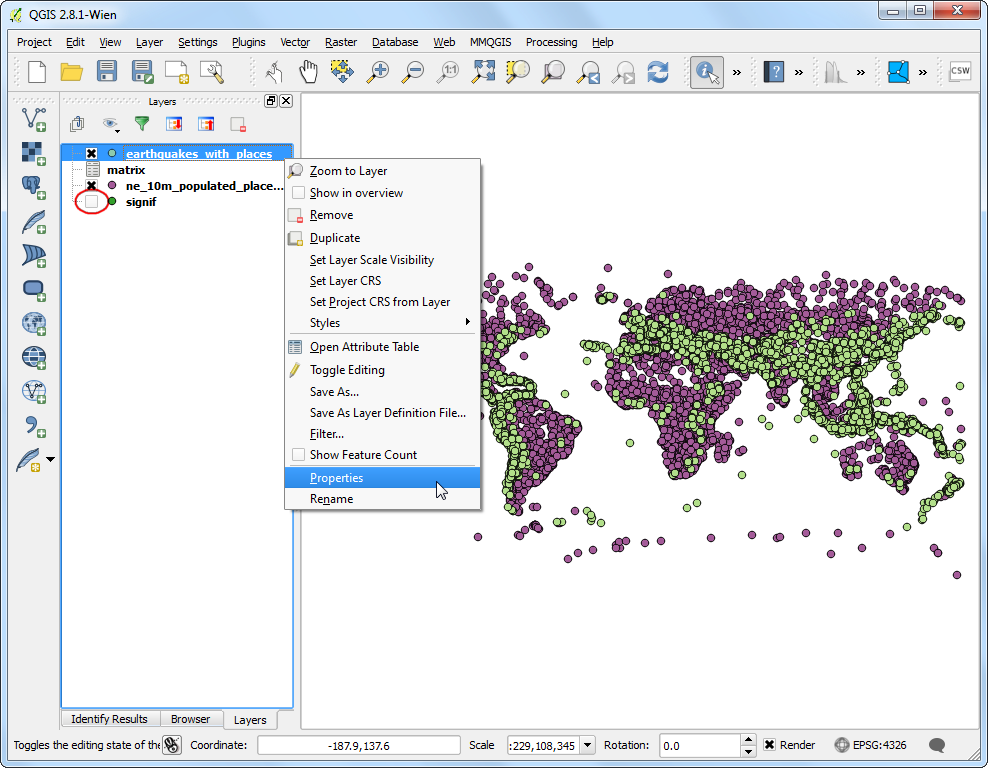 QGIS 2.8.1-Wien
Project Edit View Layer Settings Plugins Vector Raster Database Web MMQGIS Processing Help
1:1
?
CSW
Layers
earthquakes_with_places
matrix
ne_10m_populated_place...
signif
Zoom to Layer
Show in overview
Remove
Duplicate
Set Layer Scale Visibility
Set Layer CRS
Set Project CRS from Layer
Styles
Open Attribute Table
Toggle Editing
Save As...
Save As Layer Definition File...
Filter...
Show Feature Count
Properties
Rename
Identify Results Browser Layers
Toggles the editing state of the Coordinate: -187.9,137.6 Scale :229,108,345 Rotation: 0.0 Render EPSG:4326